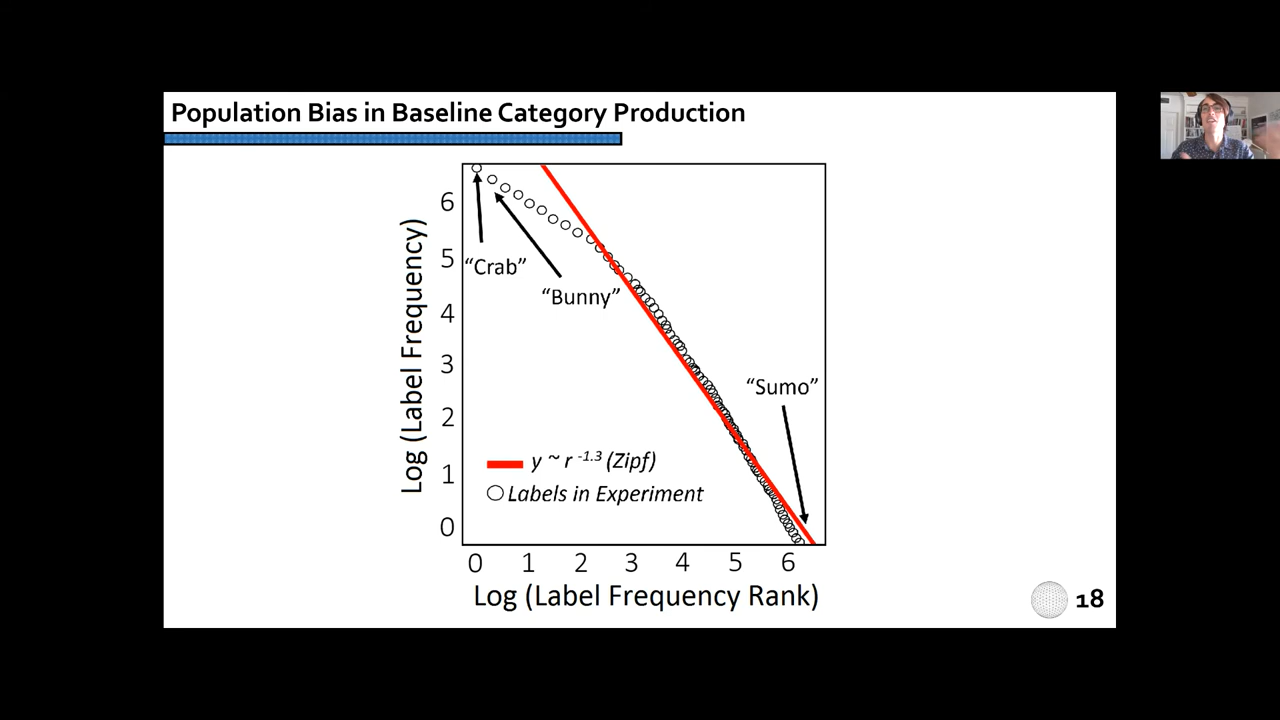 Population Bias in Baseline Category Production
Log (Label Frequency)
6
5
4
3
2
1
0
“Crab”
“Bunny”
“Sumo”
y ~ r -1.3 (Zipf)
Labels in Experiment
0 1 2 3 4 5 6
Log (Label Frequency Rank)
18